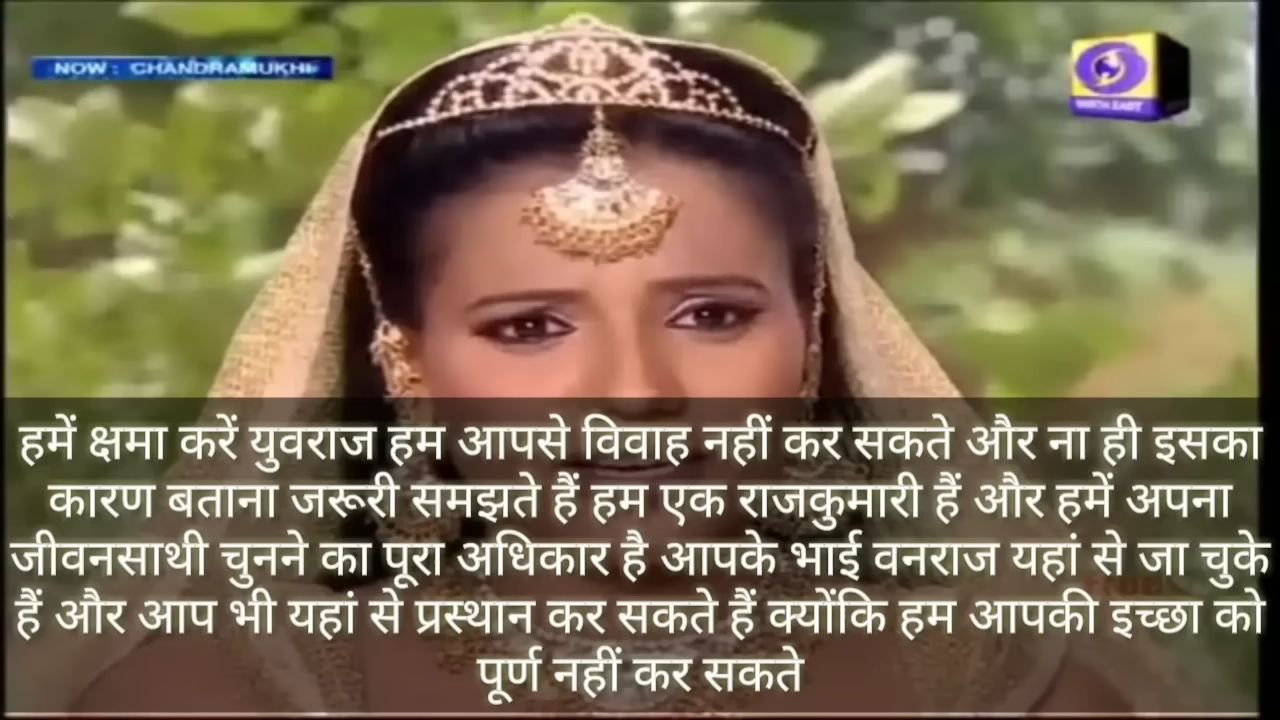 NOW : CHANDRAMUKHI
NORTH EAST
हमें क्षमा करें युवराज हम आपसे विवाह नहीं कर सकते और ना ही इसका
कारण बताना जरूरी समझते हैं हम एक राजकुमारी हैं और हमें अपना
जीवनसाथी चुनने का पूरा अधिकार है आपके भाई वनराज यहां से जा चुके
हैं और आप भी यहां से प्रस्थान कर सकते हैं क्योंकि हम आपकी इच्छा को
पूर्ण नहीं कर सकते